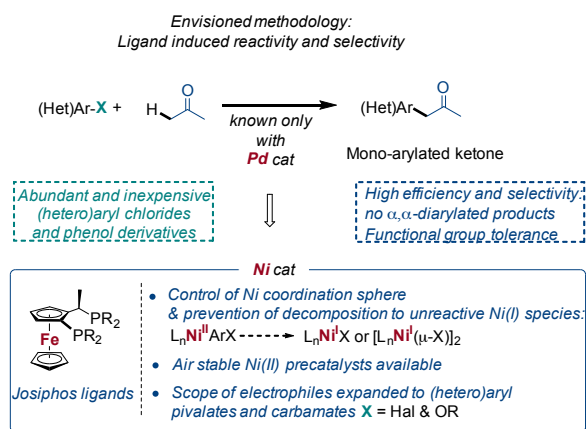 Envisioned methodology:
Ligand induced reactivity and selectivity
(Het)Ar-X + H O
known only
with
Pd cat
(Het)Ar O
Mono-arylated ketone
Abundant and inexpensive
(hetero)aryl chlorides
and phenol derivatives
High efficiency and selectivity:
no α,α-diarylated products
Functional group tolerance
Ni cat
Fe
PR2
PR2
Josiphos ligands
• Control of Ni coordination sphere
& prevention of decomposition to unreactive Ni(I) species:
LnNiᴵᴵArX LnNiᴵX or [LnNiᴵ(μ-X)]2
• Air stable Ni(II) precatalysts available
• Scope of electrophiles expanded to (hetero)aryl
pivalates and carbamates X = Hal & OR